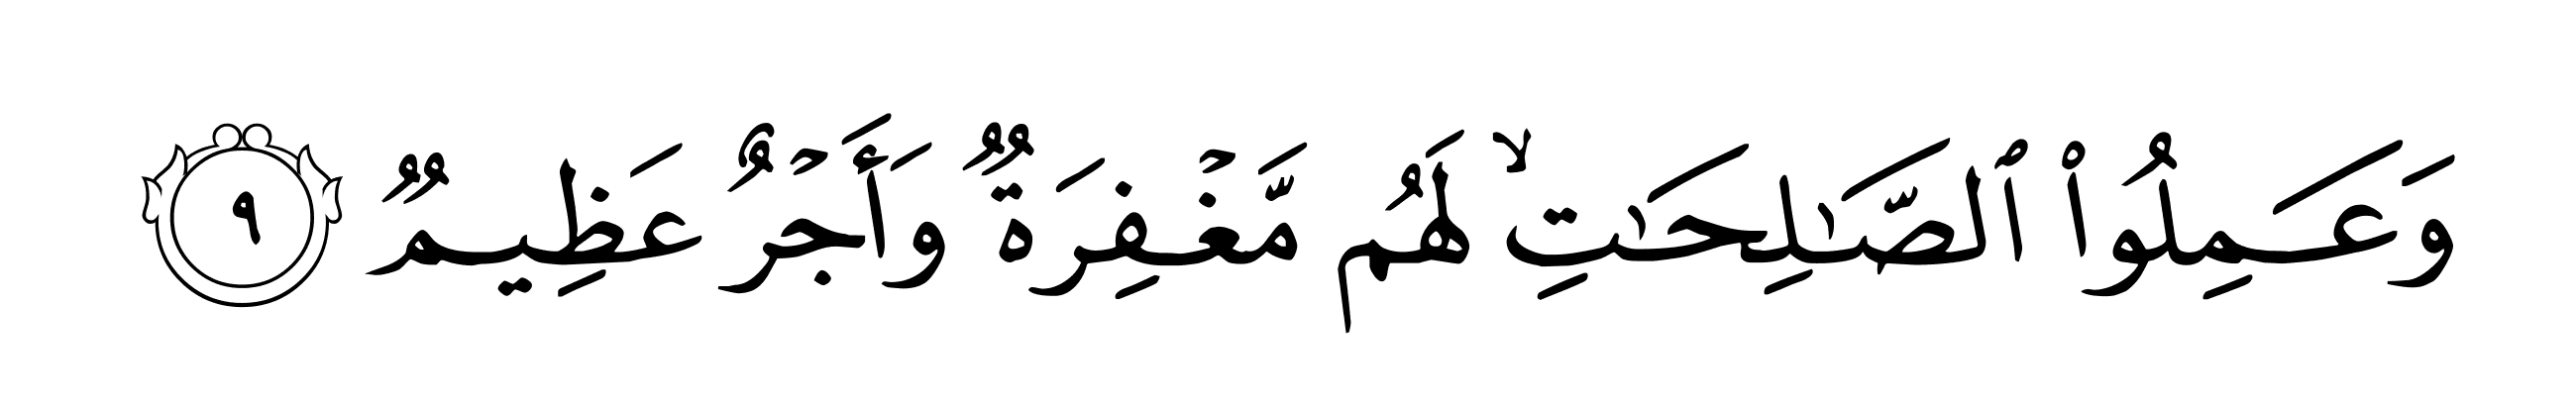 وَعَمِلُوا۟ ٱلصَّـٰلِحَـٰتِ ۙ لَهُم مَّغْفِرَةٌۭ وَأَجْرٌ عَظِيمٌۭ ٩